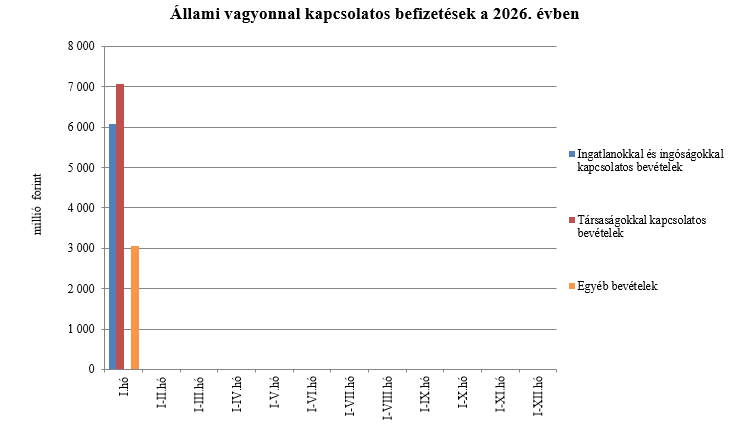 Állami vagyonnal kapcsolatos befizetések a 2026. évben
8 000
7 000
6 000
5 000
4 000
3 000
2 000
1 000
0
millió forint
I.hó
I-II.hó
I-III.hó
I-IV.hó
I-V.hó
I-VI.hó
I-VII.hó
I-VIII.hó
I-IX.hó
I-X.hó
I-XI.hó
I-XII.hó
Ingatlanokkal és ingóságokkal
kapcsolatos bevételek
Társaságokkal kapcsolatos
bevételek
Egyéb bevételek